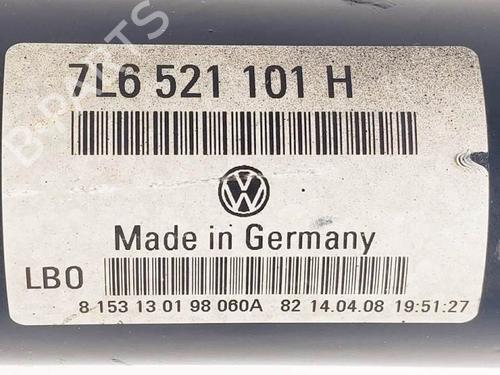 7L6 521 101 H
Made in Germany
LBO
8 153 13 01 98 060A 82 14.04.08 19:51:27
B-PARTS